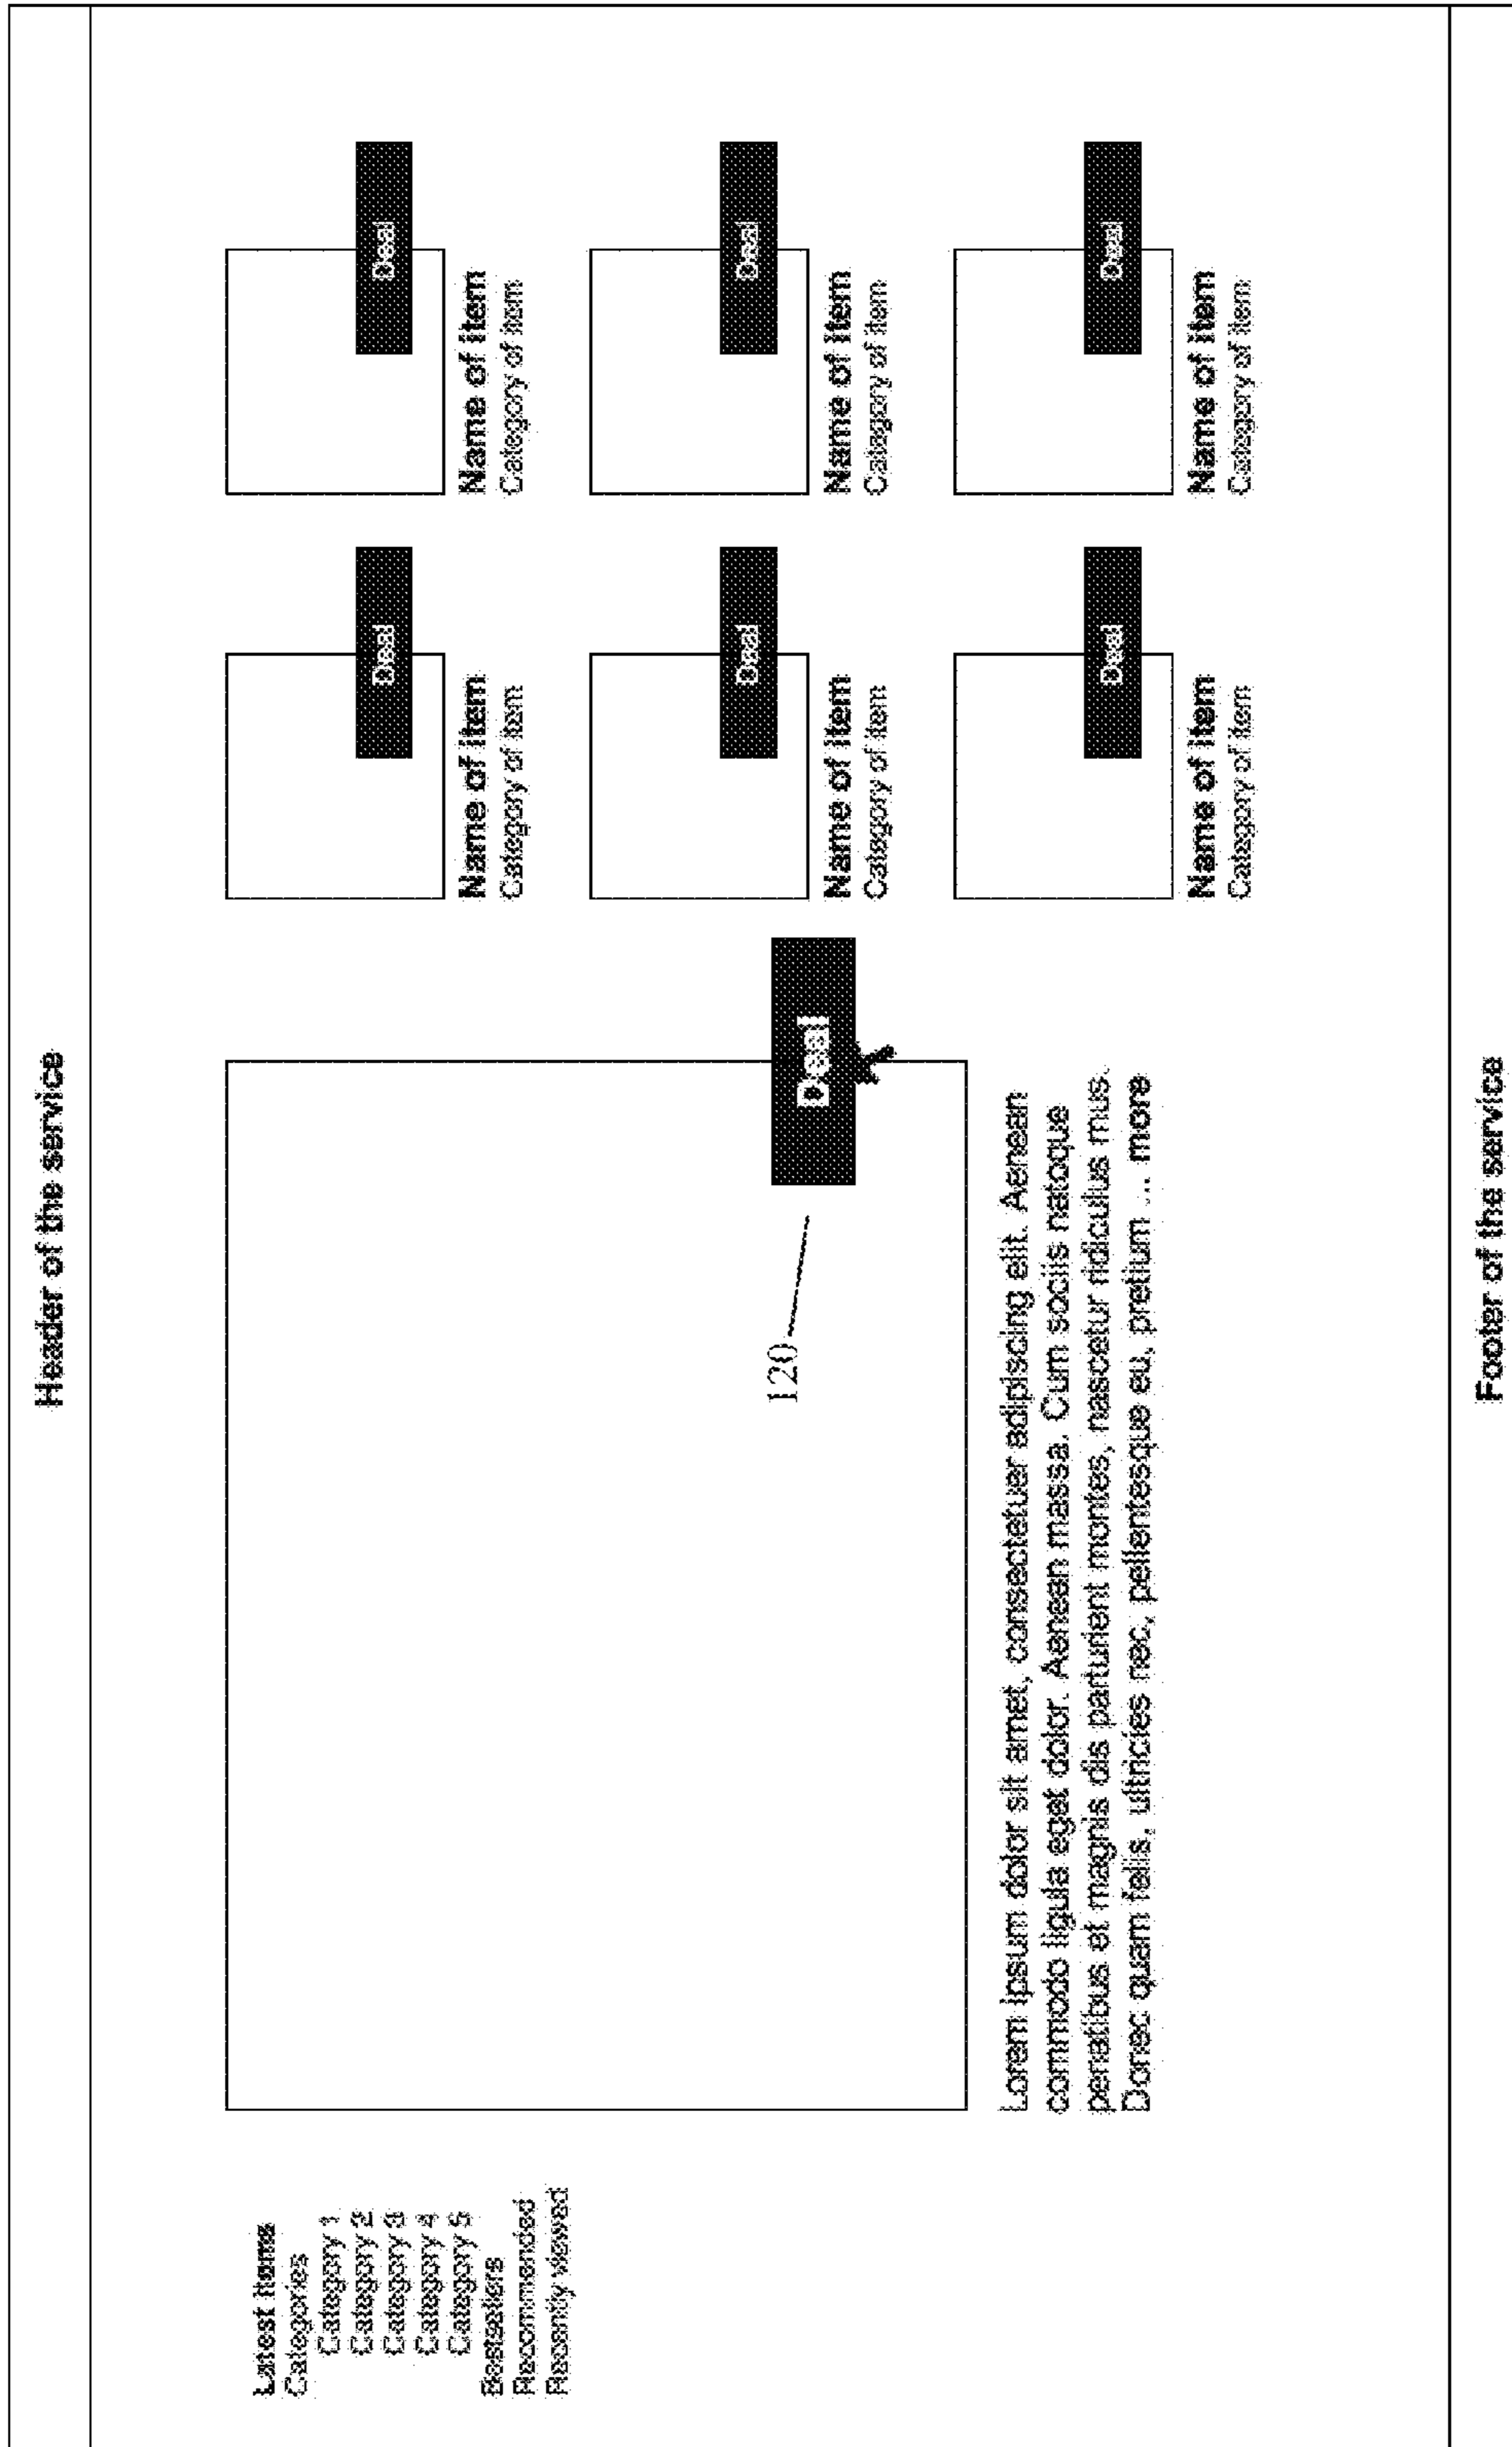 Header of the service
Latest items
Categories
Category 1
Category 2
Category 3
Category 4
Category 5
Bestsellers
Recommended
Recently viewed
120
Deal
Lorem ipsum dolor sit amet, consectetuer adipiscing elit. Aenean
commodo ligula eget dolor. Aenean massa. Cum sociis natoque
penatibus et magnis dis parturient montes, nascetur ridiculus mus.
Donec quam felis, ultricies nec, pellentesque eu, pretium ... more
Deal
Name of item
Category of item
Deal
Name of item
Category of item
Deal
Name of item
Category of item
Deal
Name of item
Category of item
Deal
Name of item
Category of item
Deal
Name of item
Category of item
Footer of the service